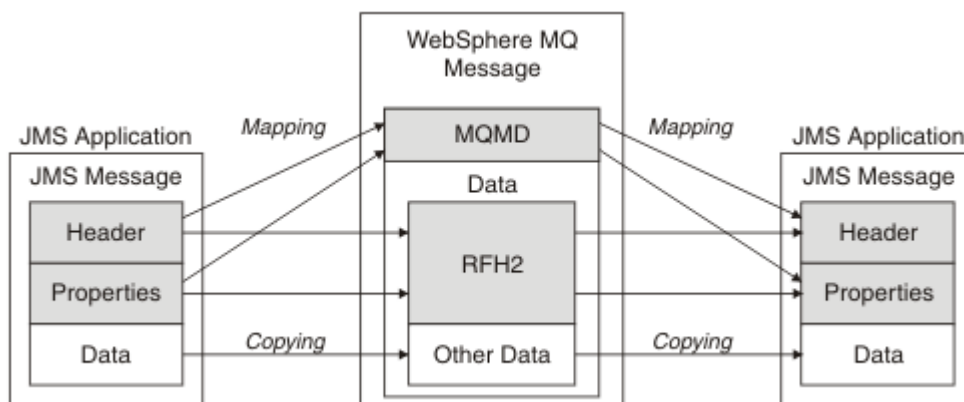 WebSphere MQ
Message
JMS Application
JMS Message
Header
Properties
Data
Mapping
Copying
MQMD
Data
RFH2
Other Data
Mapping
Copying
JMS Application
JMS Message
Header
Properties
Data